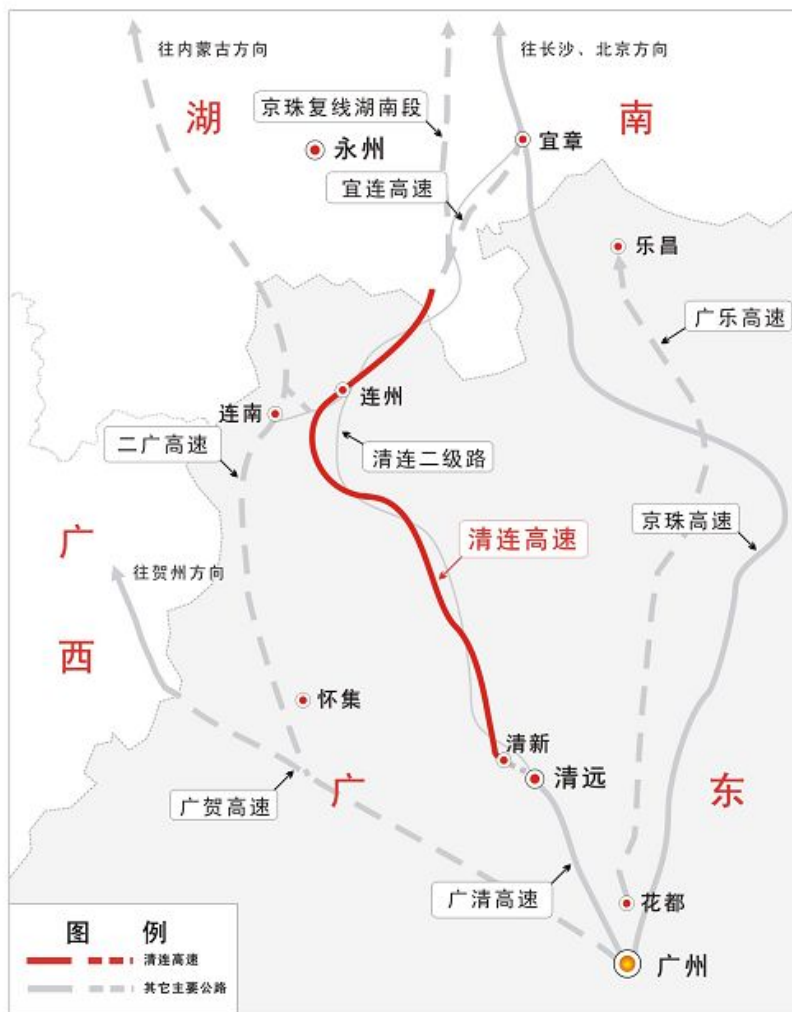 往内蒙古方向
往长沙、北京方向
湖
京珠复线湖南段
南
永州
宜章
宜连高速
乐昌
广乐高速
连州
连南
二广高速
清连二级路
京珠高速
清连高速
广
往贺州方向
西
怀集
清新
清远
广贺高速
广
东
广清高速
花都
广州
图 例
清连高速
其它主要公路